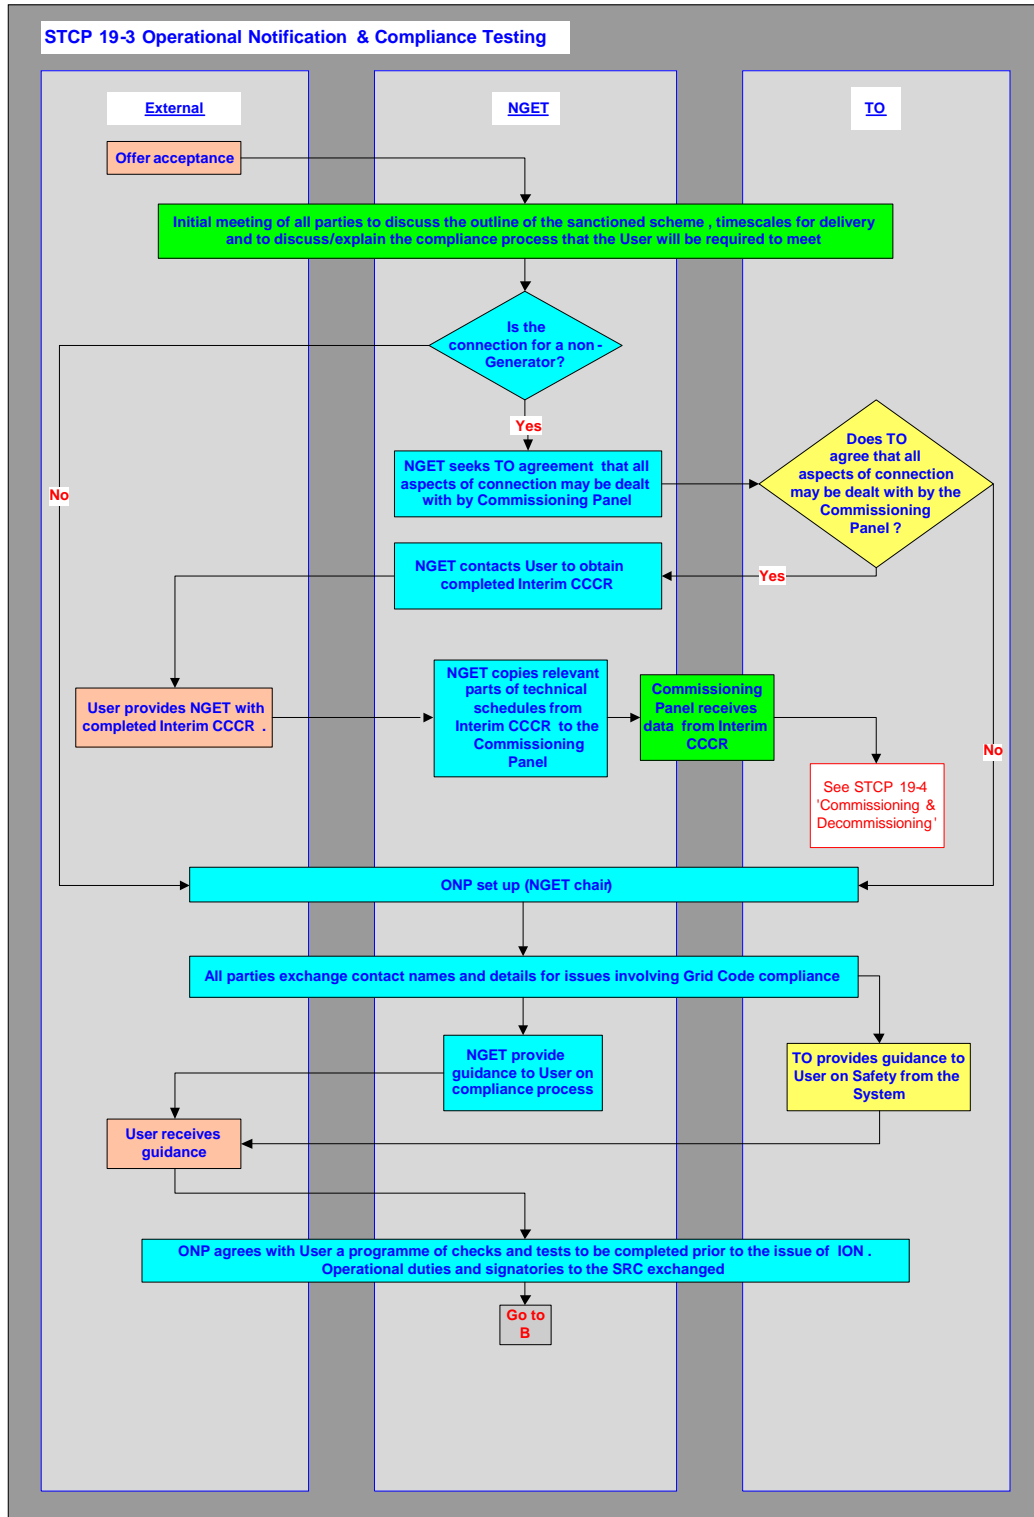 STCP 19-3 Operational Notification & Compliance Testing
External
NGET
TO
Offer acceptance
Initial meeting of all parties to discuss the outline of the sanctioned scheme , timescales for delivery
and to discuss/explain the compliance process that the User will be required to meet
Is the
connection for a non -
Generator?
Yes
No
NGET seeks TO agreement that all
aspects of connection may be dealt
with by Commissioning Panel
Does TO
agree that all
aspects of connection
may be dealt with by the
Commissioning
Panel ?
NGET contacts User to obtain
completed Interim CCCR
Yes
No
User provides NGET with
completed Interim CCCR .
NGET copies relevant
parts of technical
schedules from
Interim CCCR to the
Commissioning
Panel
Commissioning
Panel receives
data from Interim
CCCR
See STCP 19-4
'Commissioning &
Decommissioning'
ONP set up (NGET chair)
All parties exchange contact names and details for issues involving Grid Code compliance
NGET provide
guidance to User on
compliance process
TO provides guidance to
User on Safety from the
System
User receives
guidance
ONP agrees with User a programme of checks and tests to be completed prior to the issue of ION .
Operational duties and signatories to the SRC exchanged
Go to
B